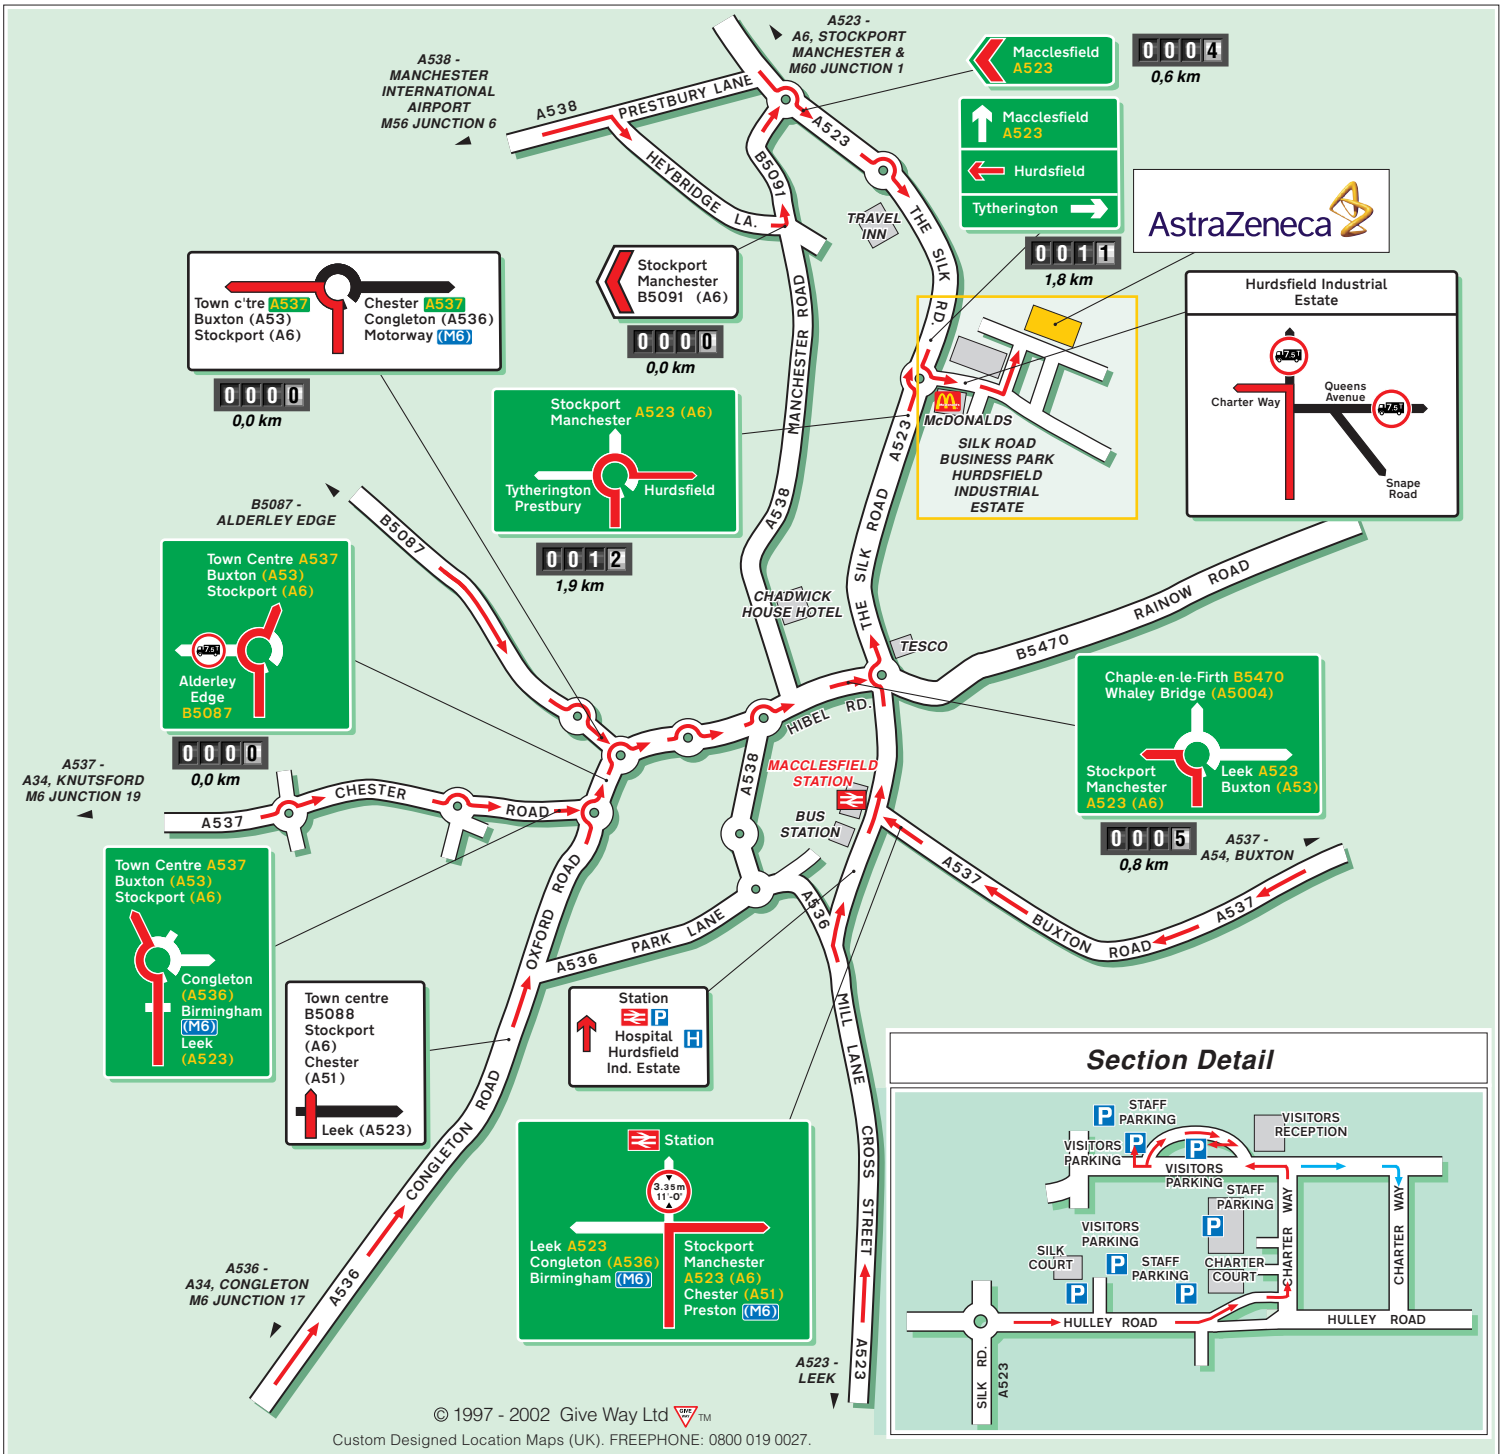 A523 -
A6, STOCKPORT
MANCHESTER &
M60 JUNCTION 1
A538 -
MANCHESTER
INTERNATIONAL
AIRPORT
M56 JUNCTION 6
Macclesfield
A523
0004
0,6 km
A538
PRESTBURY LANE
A523
Macclesfield
A523
Hurdsfield
Tytherington
0011
1,8 km
HEYBRIDGE LA.
B5091
TRAVEL
INN
THE SILK RD.
AstraZeneca
Stockport
Manchester
B5091 (A6)
0000
0,0 km
MANCHESTER ROAD
Town c'tre A537
Buxton (A53)
Stockport (A6)
Chester A537
Congleton (A536)
Motorway (M6)
0000
0,0 km
Hurdsfield Industrial
Estate
7.5T
Charter Way
Queens
Avenue
7.5T
Snape
Road
Stockport
Manchester
A523 (A6)
Tytherington
Prestbury
Hurdsfield
0012
1,9 km
A523
McDONALDS
SILK ROAD
BUSINESS PARK
HURDSFIELD
INDUSTRIAL
ESTATE
B5087 -
ALDERLEY EDGE
B5087
A538
THE SILK ROAD
Town Centre A537
Buxton (A53)
Stockport (A6)
7.5T
Alderley
Edge
B5087
0000
0,0 km
CHADWICK
HOUSE HOTEL
TESCO
B5470
RAINOW ROAD
Chaple-en-le-Firth B5470
Whaley Bridge (A5004)
Stockport
Manchester
A523 (A6)
Leek A523
Buxton (A53)
0005
0,8 km
HIBEL RD.
A538
MACCLESFIELD
STATION
BUS
STATION
A537 -
A34, KNUTSFORD
M6 JUNCTION 19
A537
CHESTER ROAD
A537 -
A54, BUXTON
A537
BUXTON ROAD
A537
Town Centre A537
Buxton (A53)
Stockport (A6)
Congleton
(A536)
Birmingham
(M6)
Leek
(A523)
OXFORD ROAD
A536
PARK LANE
A536
Town centre
B5088
Stockport
(A6)
Chester
(A51)
Leek (A523)
Station
P
Hospital H
Hurdsfield
Ind. Estate
MILL LANE
CROSS STREET
A523
CONGLETON ROAD
A536
Station
3.35m
11'-0"
Leek A523
Congleton (A536)
Birmingham (M6)
Stockport
Manchester
A523 (A6)
Chester (A51)
Preston (M6)
A536 -
A34, CONGLETON
M6 JUNCTION 17
A523 -
LEEK
Section Detail
P
STAFF
PARKING
VISITORS
PARKING
P
P
VISITORS
PARKING
VISITORS
RECEPTION
STAFF
PARKING
P
VISITORS
PARKING
P
SILK
COURT
P
STAFF
PARKING
P
CHARTER
COURT
CHARTER WAY
CHARTER WAY
HULLEY ROAD
HULLEY ROAD
SILK RD.
A523
© 1997 - 2002 Give Way Ltd GIVE WAY TM
Custom Designed Location Maps (UK). FREEPHONE: 0800 019 0027.